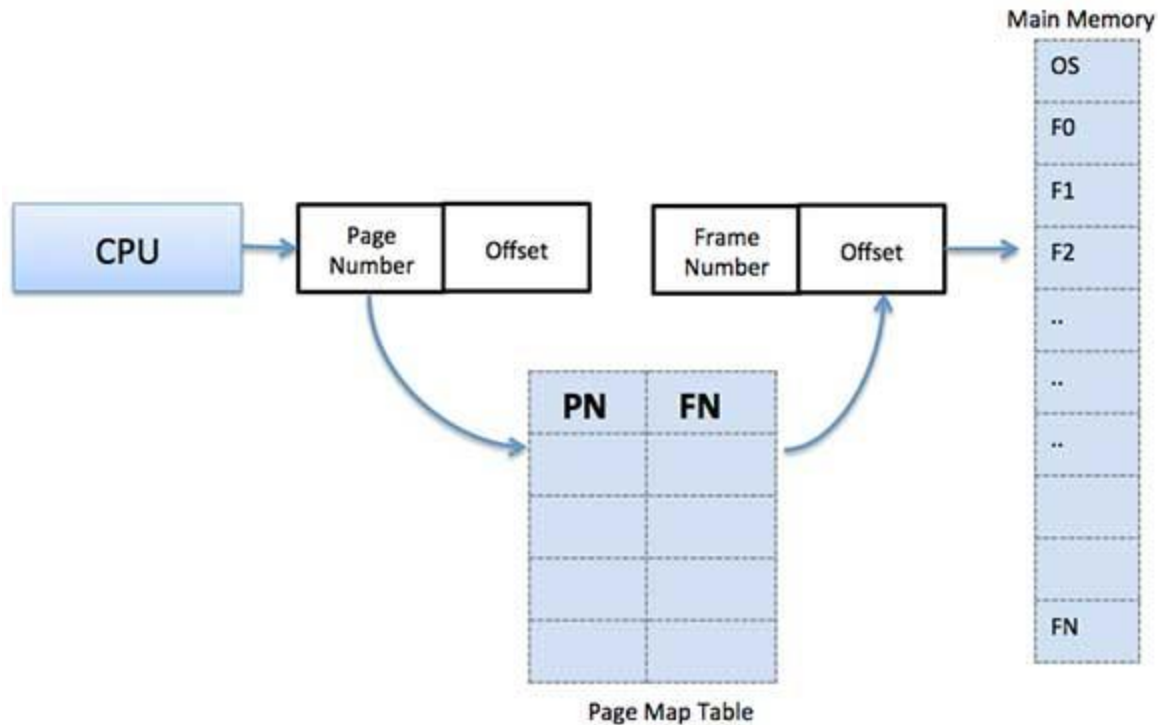 Main Memory
OS
F0
F1
F2
..
..
..
FN
CPU
Page
Number
Offset
Frame
Number
Offset
PN FN
Page Map Table